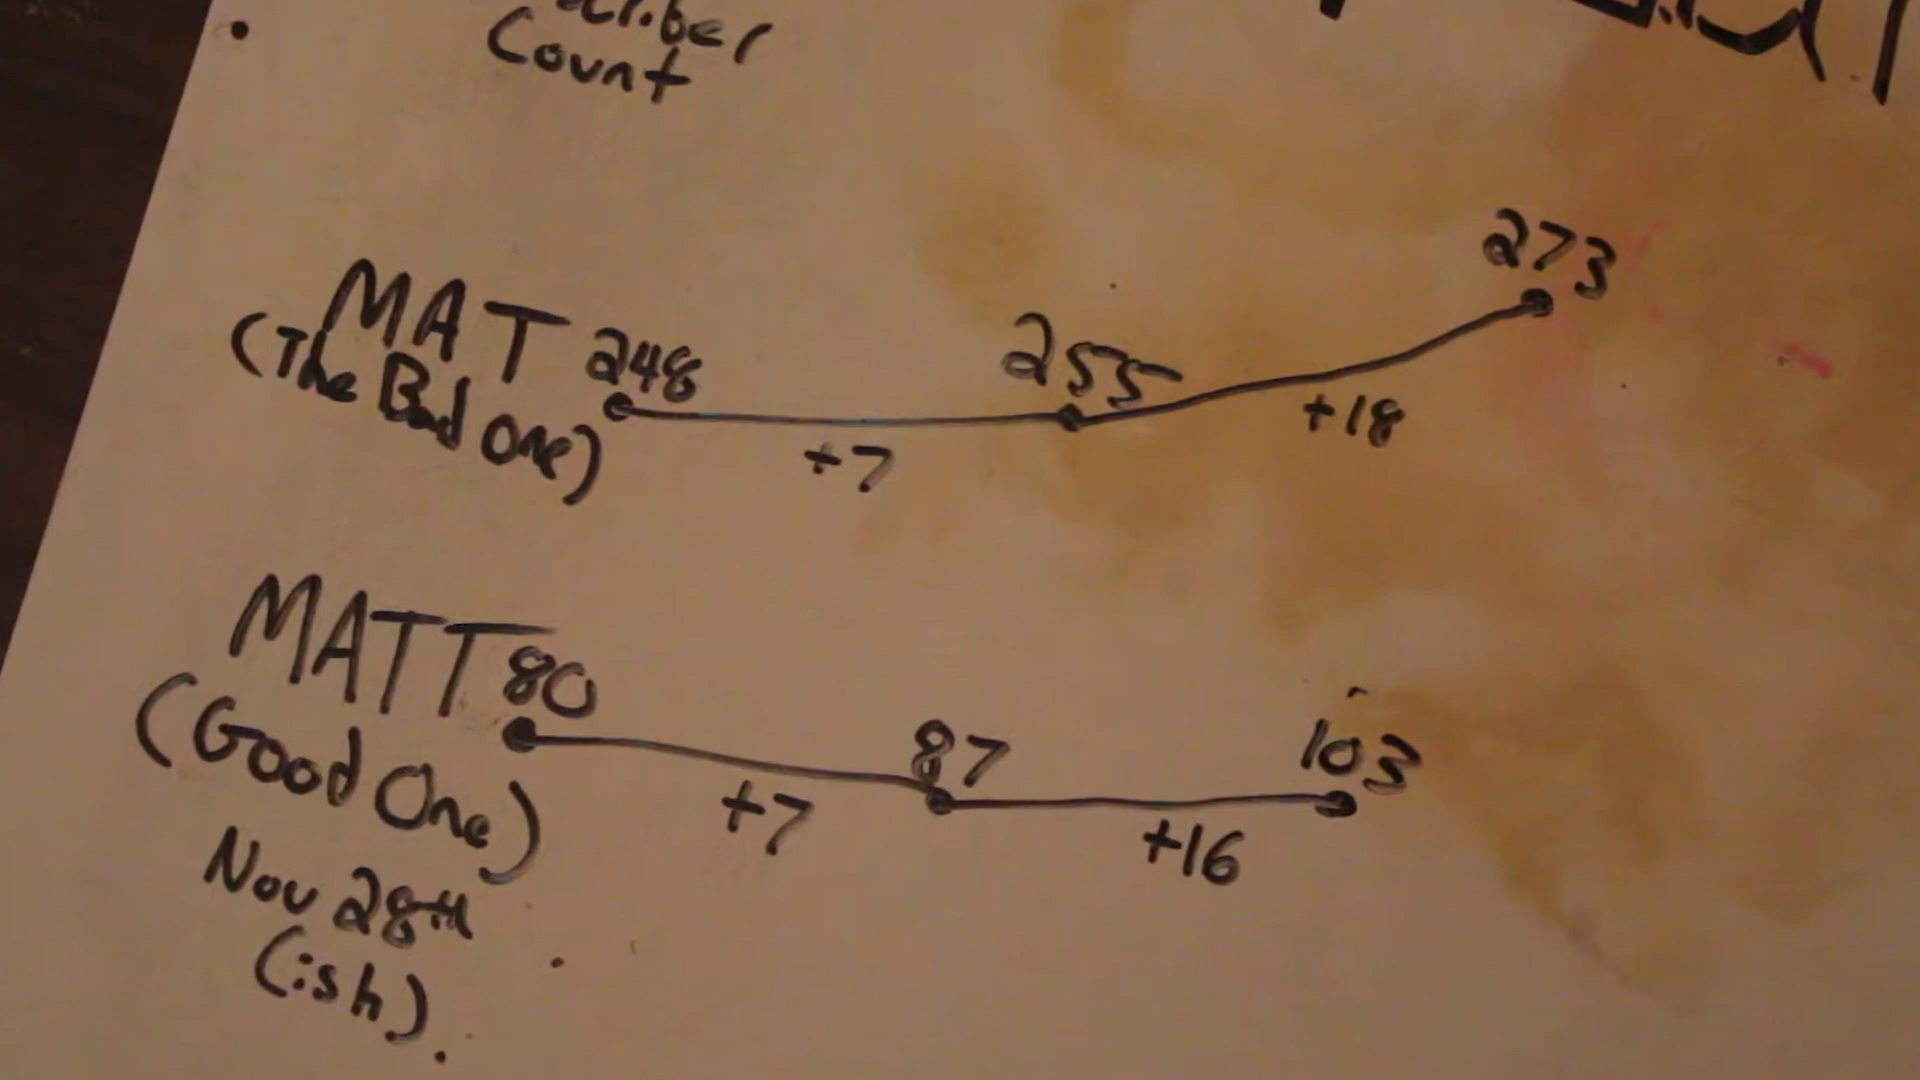 Count
MAT 248 255 273
(The Bad One)
+7 +18
MATT 80 87 103
(Good One)
+7 +16
Nov 28th
(ish)